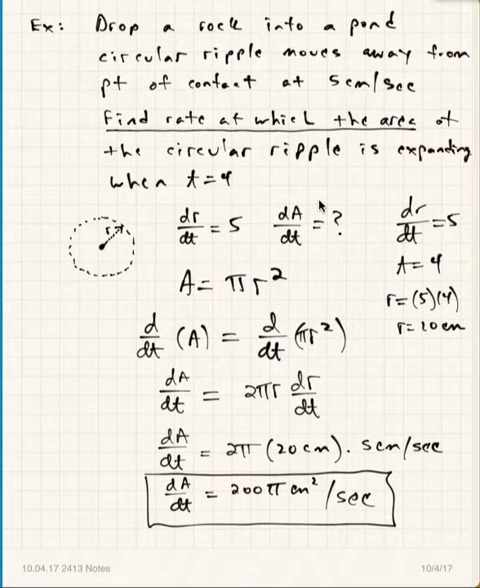 Ex: Drop a rock into a pond
circular ripple moves away from
pt of contact at 5cm/sec
Find rate at which the area of
the circular ripple is expanding
when t=4
r
dr/dt = 5 dA/dt = ?
A = πr²
d/dt (A) = d/dt (πr²)
dA/dt = 2πr dr/dt
dA/dt = 2π(20cm). 5cm/sec
dA/dt = 200π cm²/sec
dr/dt = 5
t=4
r=(5)(4)
r=20cm
10.04.17 2413 Notes
10/4/17